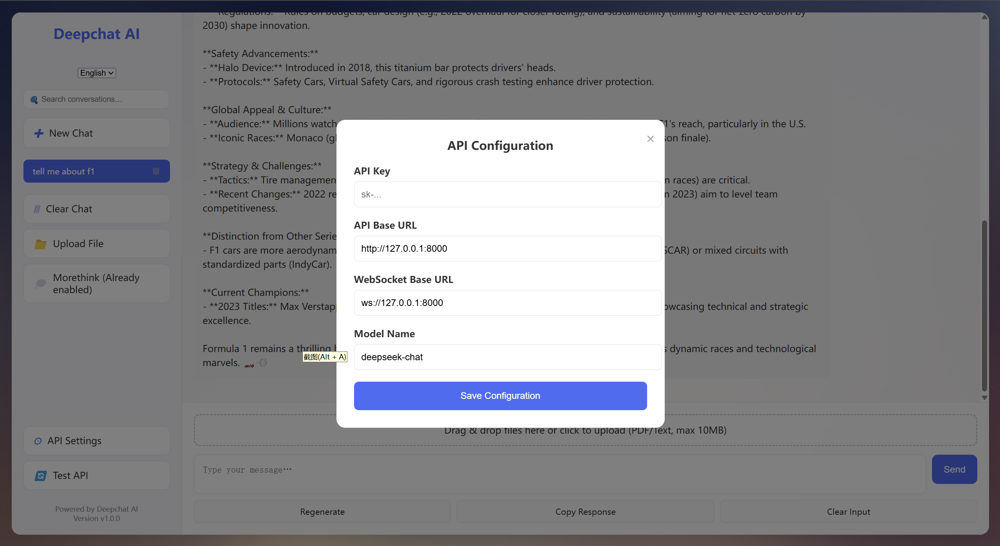 Deepchat AI
English
Search conversations...
New Chat
tell me about f1
Clear Chat
Upload File
Morethink (Already
enabled)
API Settings
Test API
Powered by Deepchat AI
Version v1.0.0
Regulations:** Rules on budgets, car design (e.g., 2022 overhaul for closer racing), and sustainability (aiming for net-zero carbon by
2030) shape innovation.
**Safety Advancements:**
- **Halo Device:** Introduced in 2018, this titanium bar protects drivers' heads.
- **Protocols:** Safety Cars, Virtual Safety Cars, and rigorous crash testing enhance driver protection.
**Global Appeal & Culture:**
- **Audience:** Millions watch F1's reach, particularly in the U.S.
- **Iconic Races:** Monaco son finale).
**Strategy & Challenges:**
- **Tactics:** Tire managemen n races) are critical.
- **Recent Changes:** 2022 re n 2023) aim to level team
competitiveness.
**Distinction from Other Serie
- F1 cars are more aerodynam SCAR) or mixed circuits with
standardized parts (IndyCar).
**Current Champions:**
- **2023 Titles:** Max Verstapp owcasing technical and strategic
excellence.
Formula 1 remains a thrilling s dynamic races and technological
marvels.
截图(Alt + A)
API Configuration
×
API Key
sk-...
API Base URL
http://127.0.0.1:8000
WebSocket Base URL
ws://127.0.0.1:8000
Model Name
deepseek-chat
Save Configuration
Drag & drop files here or click to upload (PDF/Text, max 10MB)
Type your message…
Send
Regenerate
Copy Response
Clear Input